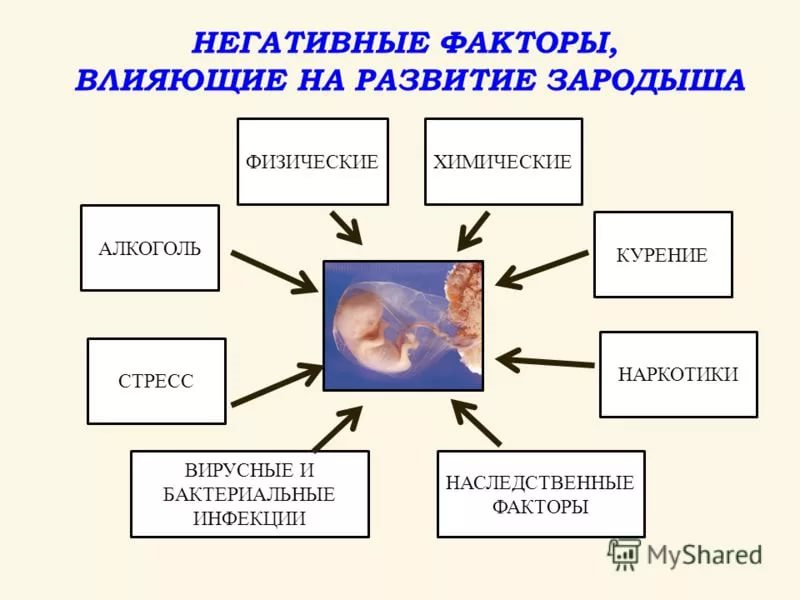 НЕГАТИВНЫЕ ФАКТОРЫ,
ВЛИЯЮЩИЕ НА РАЗВИТИЕ ЗАРОДЫША
ФИЗИЧЕСКИЕ
ХИМИЧЕСКИЕ
АЛКОГОЛЬ
КУРЕНИЕ
СТРЕСС
НАРКОТИКИ
ВИРУСНЫЕ И
БАКТЕРИАЛЬНЫЕ
ИНФЕКЦИИ
НАСЛЕДСТВЕННЫЕ
ФАКТОРЫ
MyShared